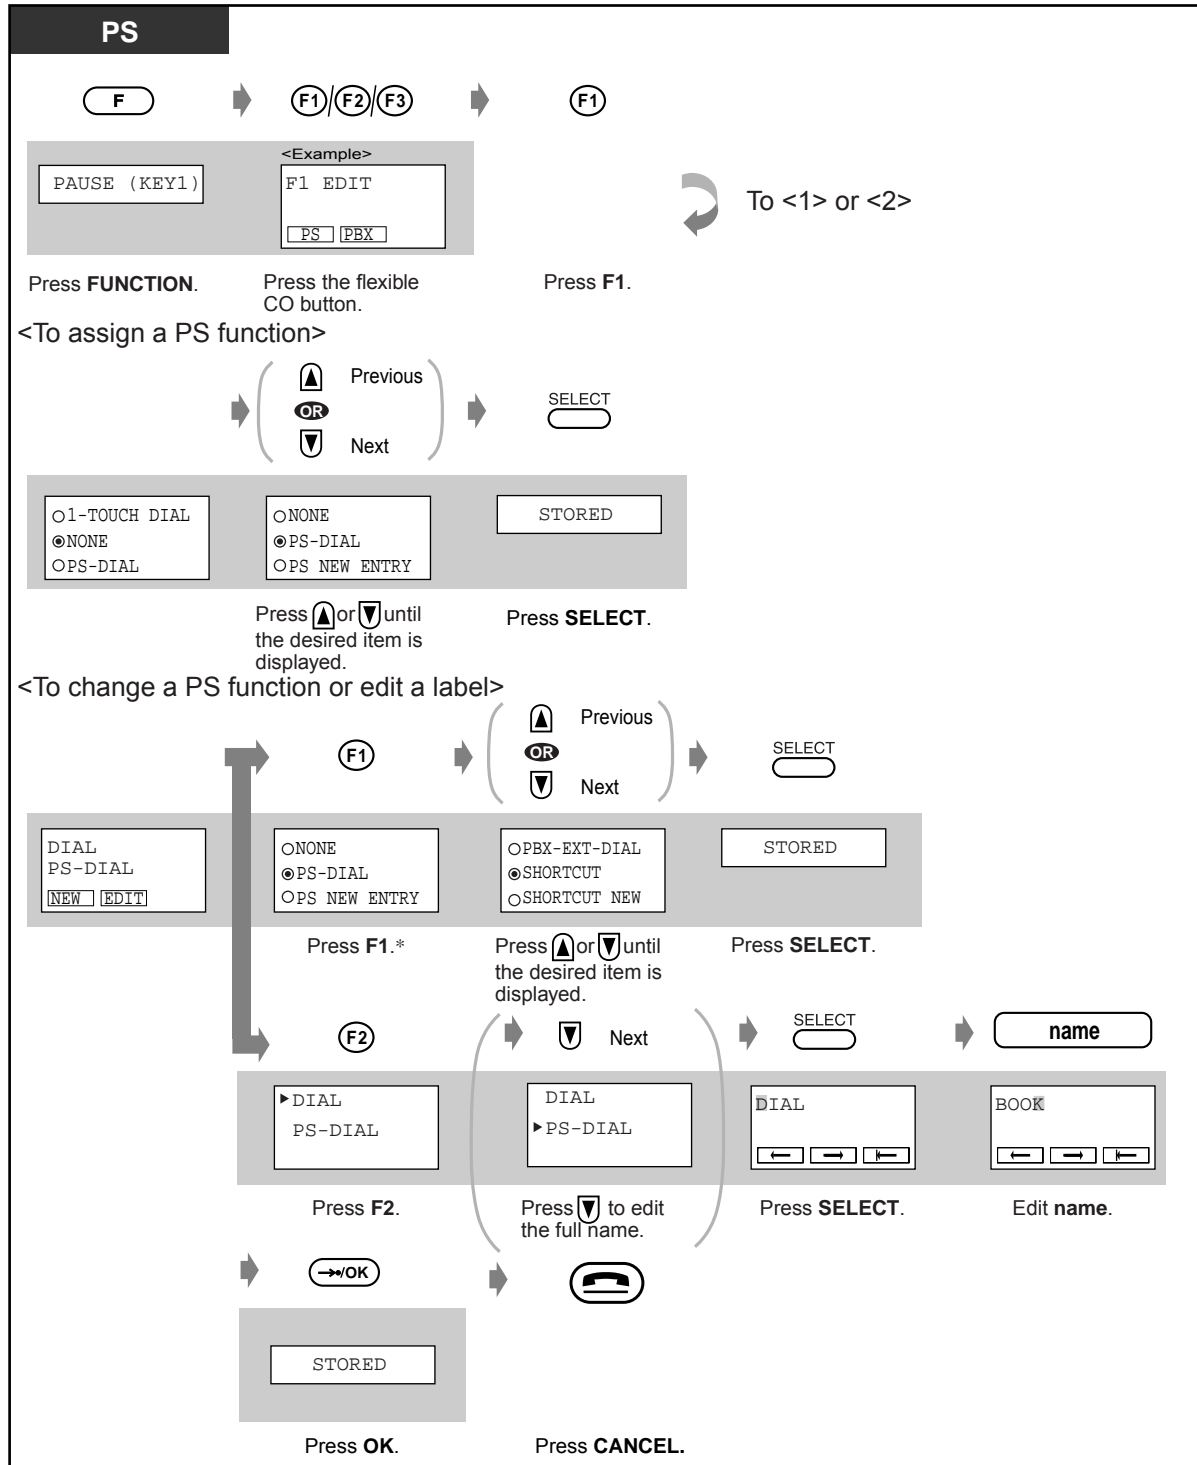 PS
F
F1/F2/F3
F1
<Example>
PAUSE (KEY1)
F1 EDIT
PS PBX
To <1> or <2>
Press FUNCTION.
Press the flexible
CO button.
Press F1.
<To assign a PS function>
Previous
OR
Next
SELECT
1-TOUCH DIAL
NONE
PS-DIAL
NONE
PS-DIAL
PS NEW ENTRY
STORED
Press or until
the desired item is
displayed.
Press SELECT.
<To change a PS function or edit a label>
F1
Previous
OR
Next
SELECT
DIAL
PS-DIAL
NEW EDIT
NONE
PS-DIAL
PS NEW ENTRY
PBX-EXT-DIAL
SHORTCUT
SHORTCUT NEW
STORED
Press F1.*
Press or until
the desired item is
displayed.
Press SELECT.
F2
Next
SELECT
name
DIAL
PS-DIAL
DIAL
PS-DIAL
DIAL
BOOK
Press F2.
Press to edit
the full name.
Press SELECT.
Edit name.
/OK
STORED
Press OK.
Press CANCEL.